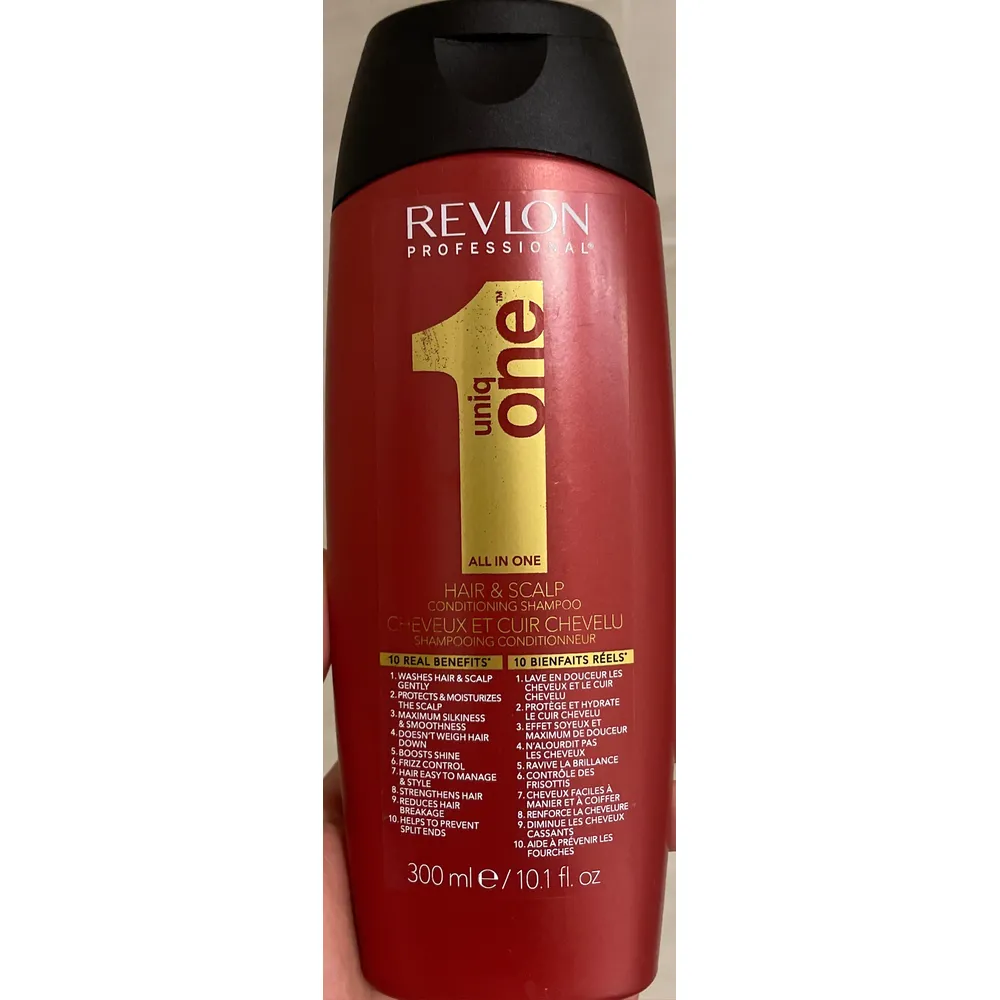 REVLON
PROFESSIONAL®
uniq
one™
ALL IN ONE
HAIR & SCALP
CONDITIONING SHAMPOO
CHEVEUX ET CUIR CHEVELU
SHAMPOOING CONDITIONNEUR
10 REAL BENEFITS*
1. WASHES HAIR & SCALP
GENTLY
2. PROTECTS & MOISTURIZES
THE SCALP
3. MAXIMUM SILKINESS
& SMOOTHNESS
4. DOESN'T WEIGH HAIR
DOWN
5. BOOSTS SHINE
6. FRIZZ CONTROL
7. HAIR EASY TO MANAGE
& STYLE
8. STRENGTHENS HAIR
9. REDUCES HAIR
BREAKAGE
10. HELPS TO PREVENT
SPLIT ENDS
10 BIENFAITS RÉELS*
1. LAVE EN DOUCEUR LES
CHEVEUX ET LE CUIR
CHEVELU
2. PROTÈGE ET HYDRATE
LE CUIR CHEVELU
3. EFFET SOYEUX ET
MAXIMUM DE DOUCEUR
4. N'ALOURDIT PAS
LES CHEVEUX
5. RAVIVE LA BRILLANCE
6. CONTRÔLE DES
FRISOTTIS
7. CHEVEUX FACILES À
MANIER ET À COIFFER
8. RENFORCE LA CHEVELURE
9. DIMINUE LES CHEVEUX
CASSANTS
10. AIDE À PRÉVENIR LES
FOURCHES
300 ml e / 10.1 fl. oz